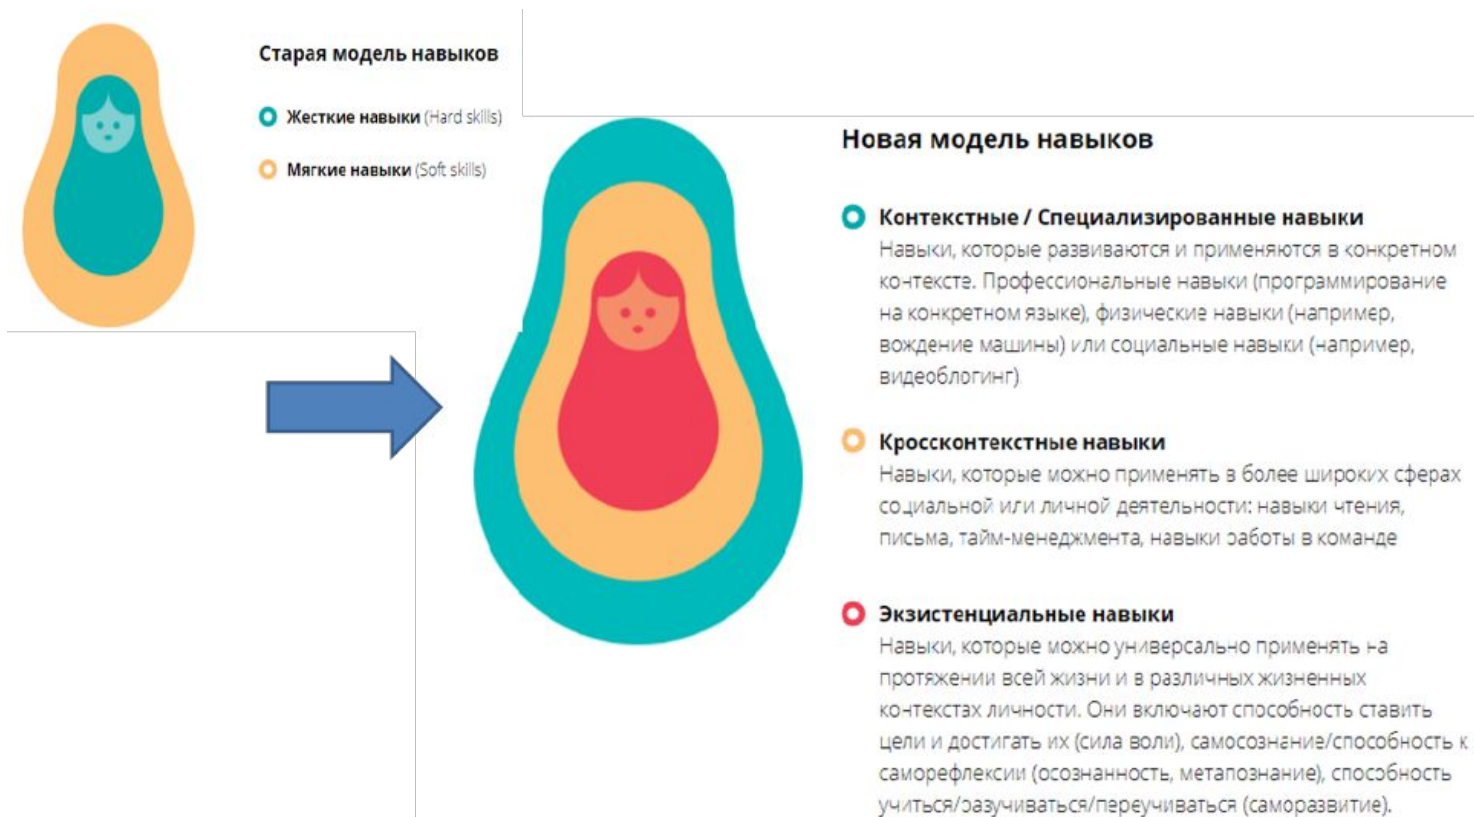 Старая модель навыков
Жесткие навыки (Hard skills)
Мягкие навыки (Soft skills)
Новая модель навыков
Контекстные / Специализированные навыки
Навыки, которые развиваются и применяются в конкретном
контексте. Профессиональные навыки (программирование
на конкретном языке), физические навыки (например,
вождение машины) или социальные навыки (например,
видеоблогинг)
Кроссконтекстные навыки
Навыки, которые можно применять в более широких сферах
социальной или личной деятельности: навыки чтения,
письма, тайм-менеджмента, навыки работы в команде
Экзистенциальные навыки
Навыки, которые можно универсально применять на
протяжении всей жизни и в различных жизненных
контекстах личности. Они включают способность ставить
цели и достигать их (сила воли), самосознание/способность к
саморефлексии (осознанность, метапознание), способность
учиться/разучиваться/переучиваться (саморазвитие).